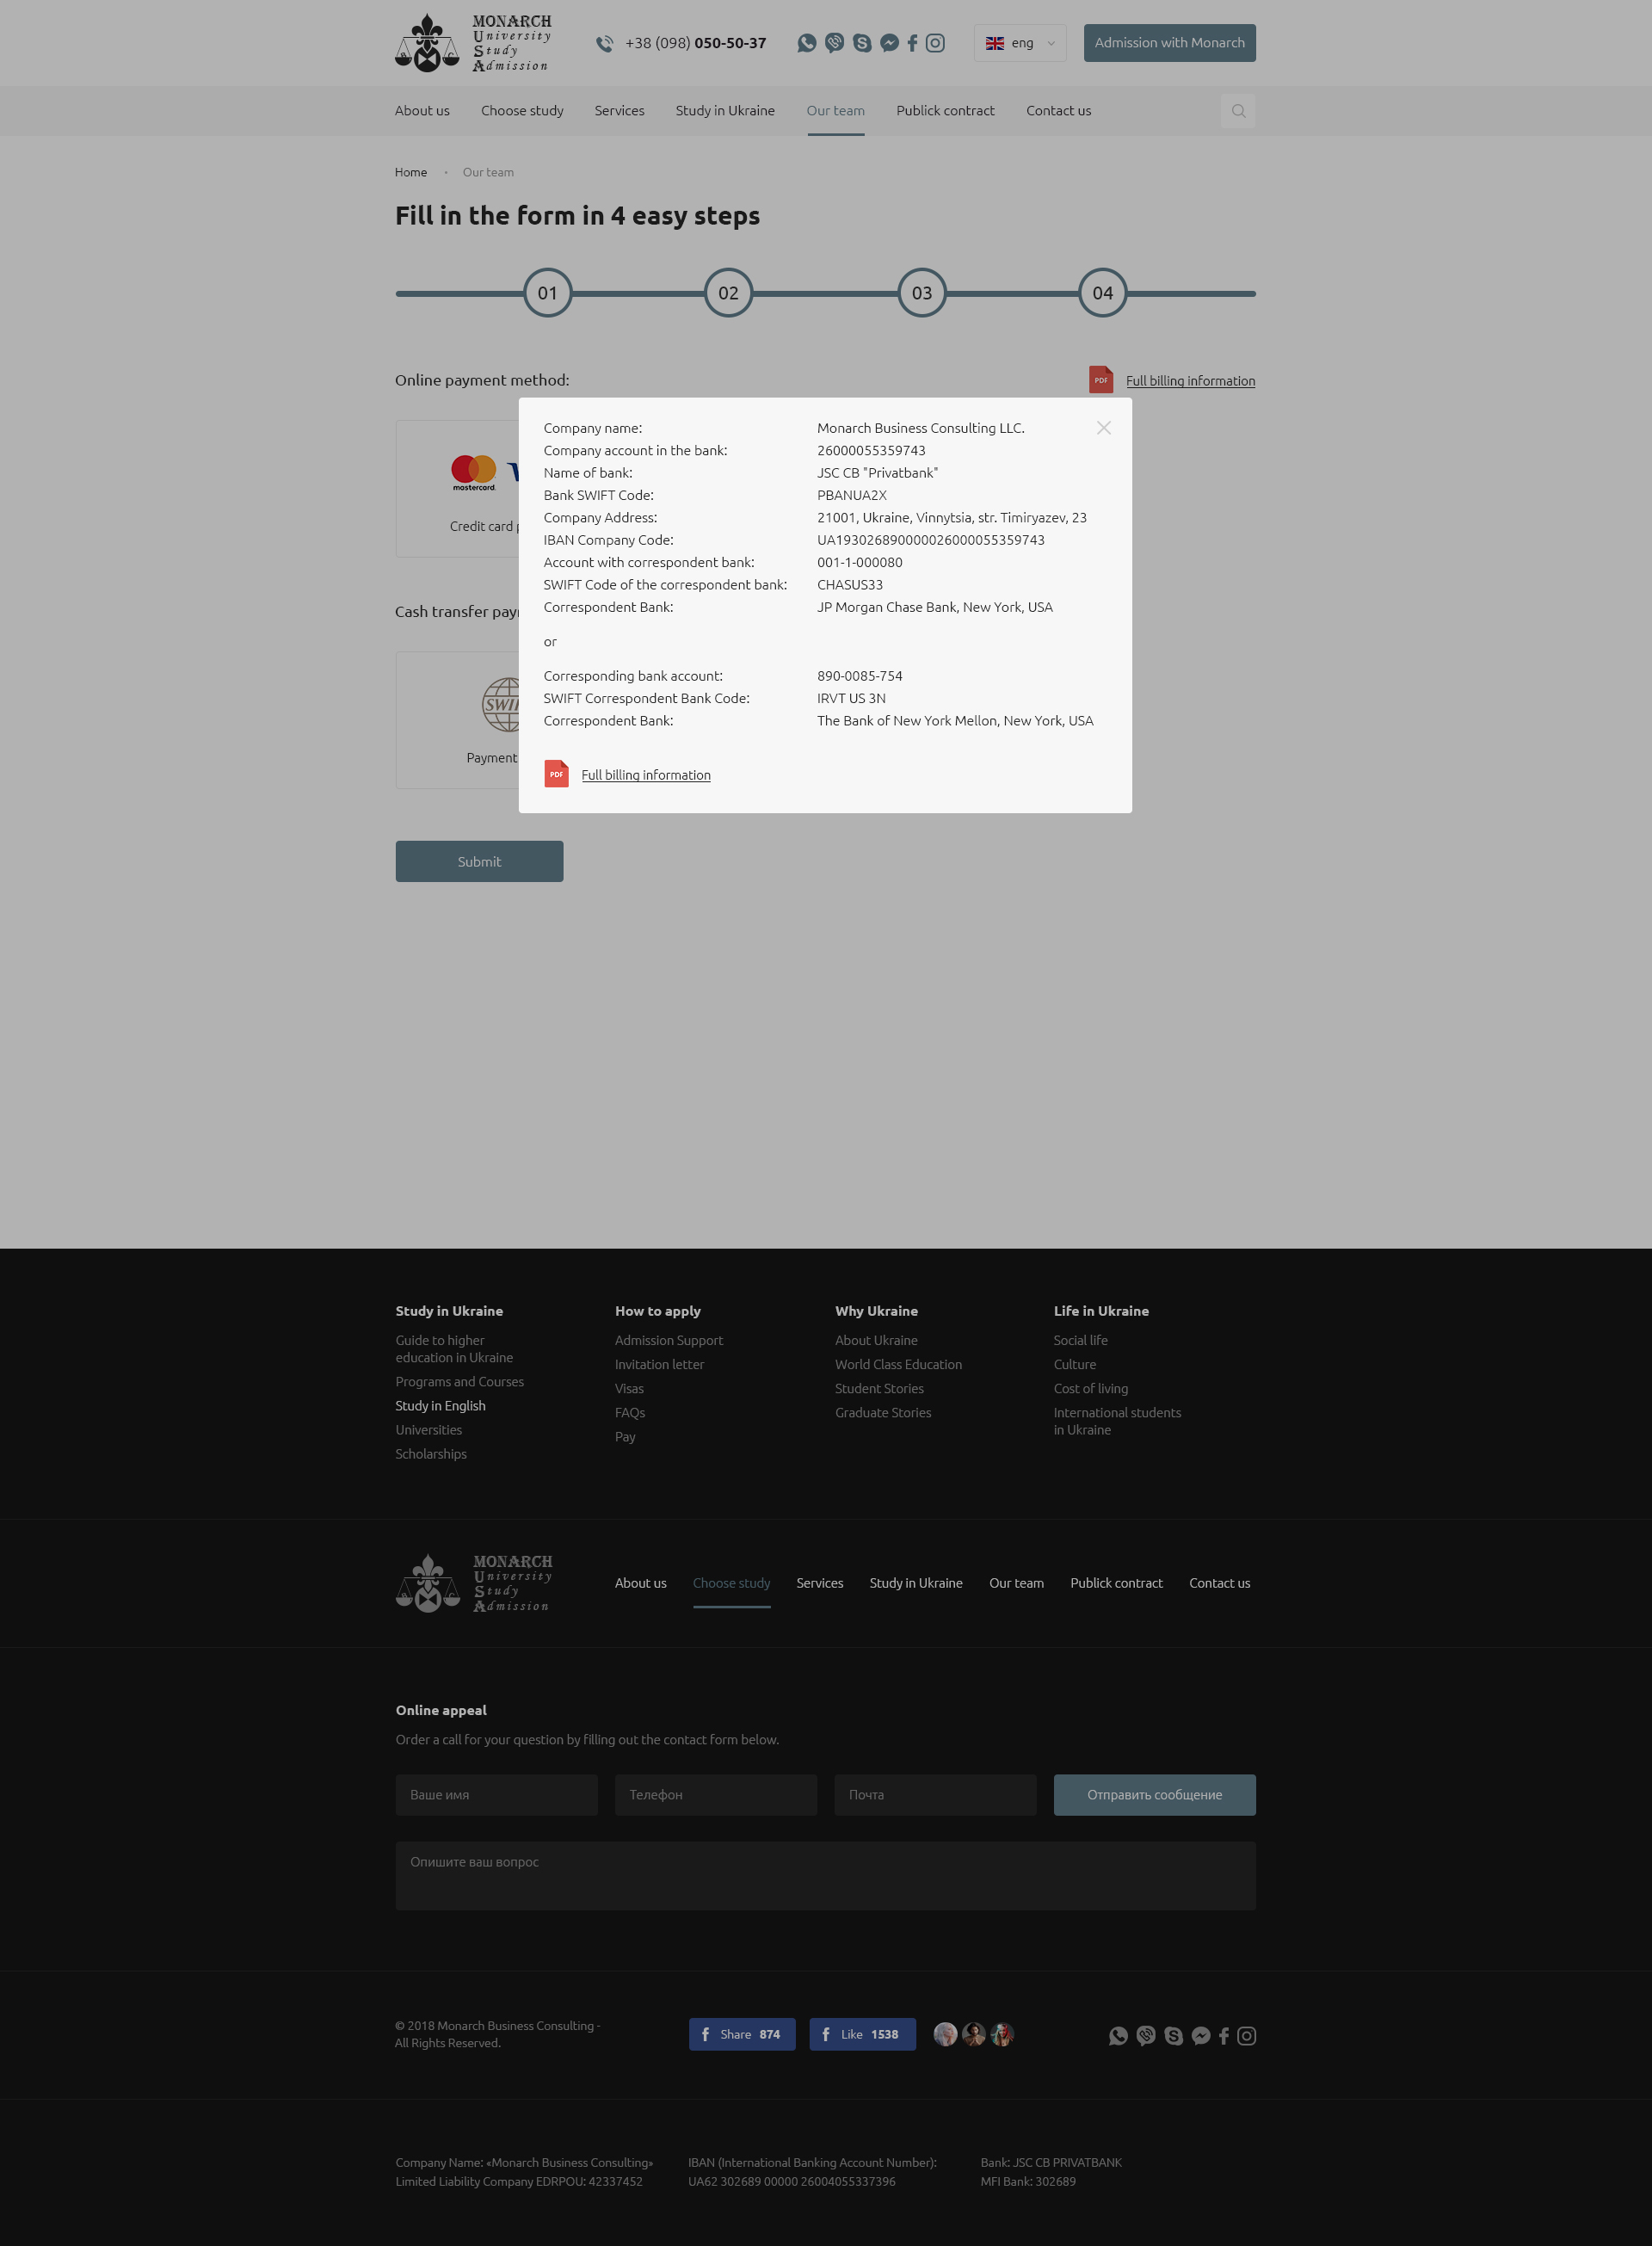 MONARCH
University
Study
Admission
+38 (098) 050-50-37
eng
Admission with Monarch
About us
Choose study
Services
Study in Ukraine
Our team
Publick contract
Contact us
Home
Our team
Fill in the form in 4 easy steps
01
02
03
04
Online payment method:
PDF Full billing information
mastercard.
Credit card
Cash transfer
SWI
Payment
Company name: Monarch Business Consulting LLC.
Company account in the bank: 26000055359743
Name of bank: JSC CB "Privatbank"
Bank SWIFT Code: PBANUA2X
Company Address: 21001, Ukraine, Vinnytsia, str. Timiryazev, 23
IBAN Company Code: UA193026890000026000055359743
Account with correspondent bank: 001-1-000080
SWIFT Code of the correspondent bank: CHASUS33
Correspondent Bank: JP Morgan Chase Bank, New York, USA
or
Corresponding bank account: 890-0085-754
SWIFT Correspondent Bank Code: IRVT US 3N
Correspondent Bank: The Bank of New York Mellon, New York, USA
PDF Full billing information
Submit
Study in Ukraine
Guide to higher
education in Ukraine
Programs and Courses
Study in English
Universities
Scholarships
How to apply
Admission Support
Invitation letter
Visas
FAQs
Pay
Why Ukraine
About Ukraine
World Class Education
Student Stories
Graduate Stories
Life in Ukraine
Social life
Culture
Cost of living
International students
in Ukraine
MONARCH
University
Study
Admission
About us
Choose study
Services
Study in Ukraine
Our team
Publick contract
Contact us
Online appeal
Order a call for your question by filling out the contact form below.
Ваше имя
Телефон
Почта
Отправить сообщение
Опишите ваш вопрос
© 2018 Monarch Business Consulting -
All Rights Reserved.
Share 874
Like 1538
Company Name: «Monarch Business Consulting»
Limited Liability Company EDRPOU: 42337452
IBAN (International Banking Account Number):
UA62 302689 00000 26004055337396
Bank: JSC CB PRIVATBANK
MFI Bank: 302689